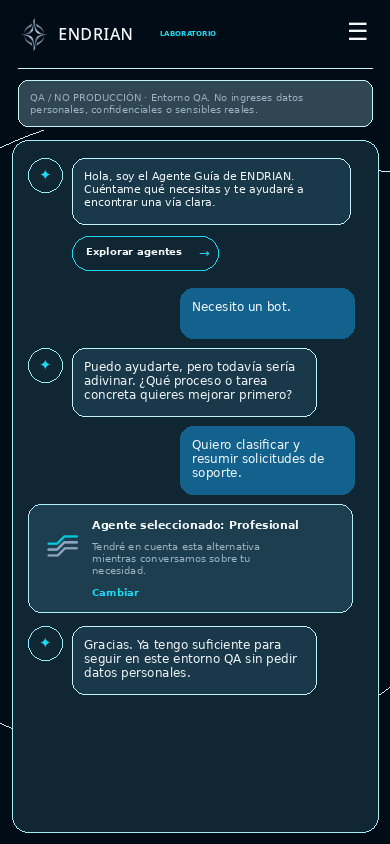 ENDRIAN
LABORATORIO
QA / NO PRODUCCIÓN · Entorno QA. No ingreses datos
personales, confidenciales o sensibles reales.
Hola, soy el Agente Guía de ENDRIAN.
Cuéntame qué necesitas y te ayudaré a
encontrar una vía clara.
Explorar agentes →
Necesito un bot.
Puedo ayudarte, pero todavía sería
adivinar. ¿Qué proceso o tarea
concreta quieres mejorar primero?
Quiero clasificar y
resumir solicitudes de
soporte.
Agente seleccionado: Profesional
Tendré en cuenta esta alternativa
mientras conversamos sobre tu
necesidad.
Cambiar
Gracias. Ya tengo suficiente para
seguir en este entorno QA sin pedir
datos personales.